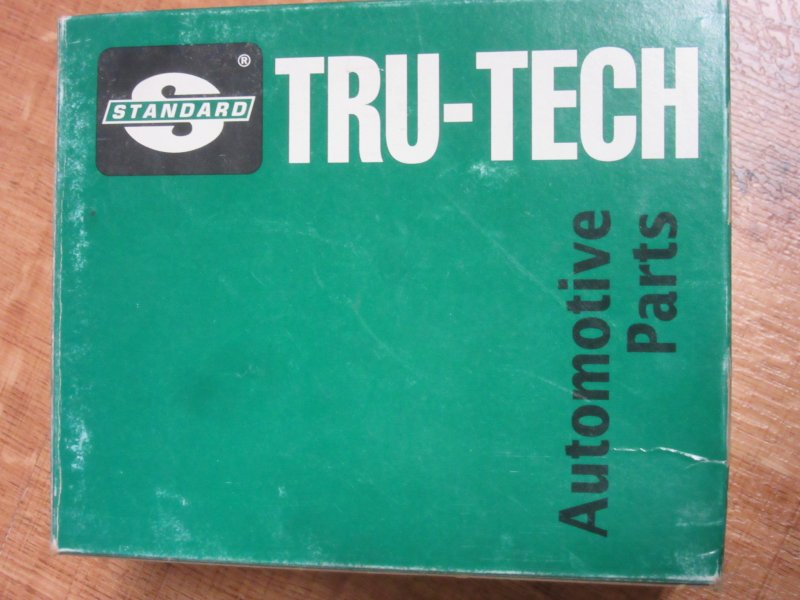 STANDARD
®
TRU-TECH
Automotive
Parts